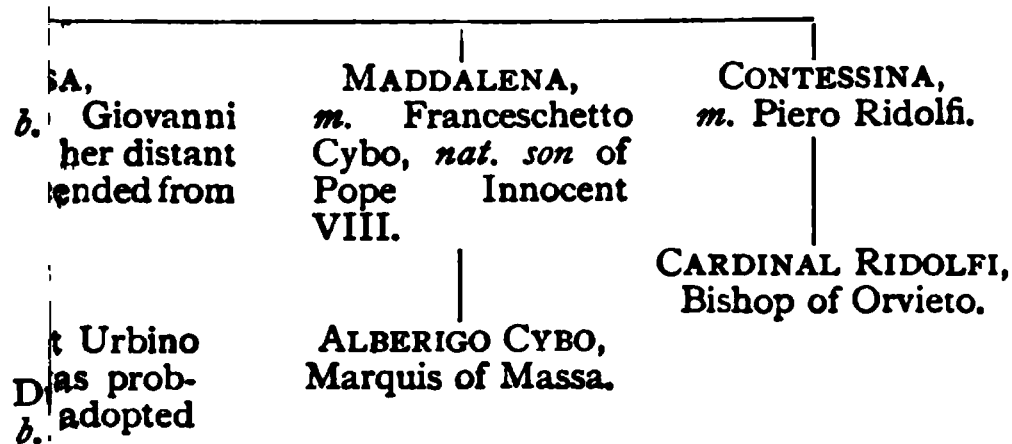 SA,
b. Giovanni
her distant
ended from
t Urbino
D as prob-
adopted
b.
MADDALENA,
m. Franceschetto
Cybo, nat. son of
Pope Innocent
VIII.
ALBERIGO CYBO,
Marquis of Massa.
CONTESSINA,
m. Piero Ridolfi.
CARDINAL RIDOLFI,
Bishop of Orvieto.